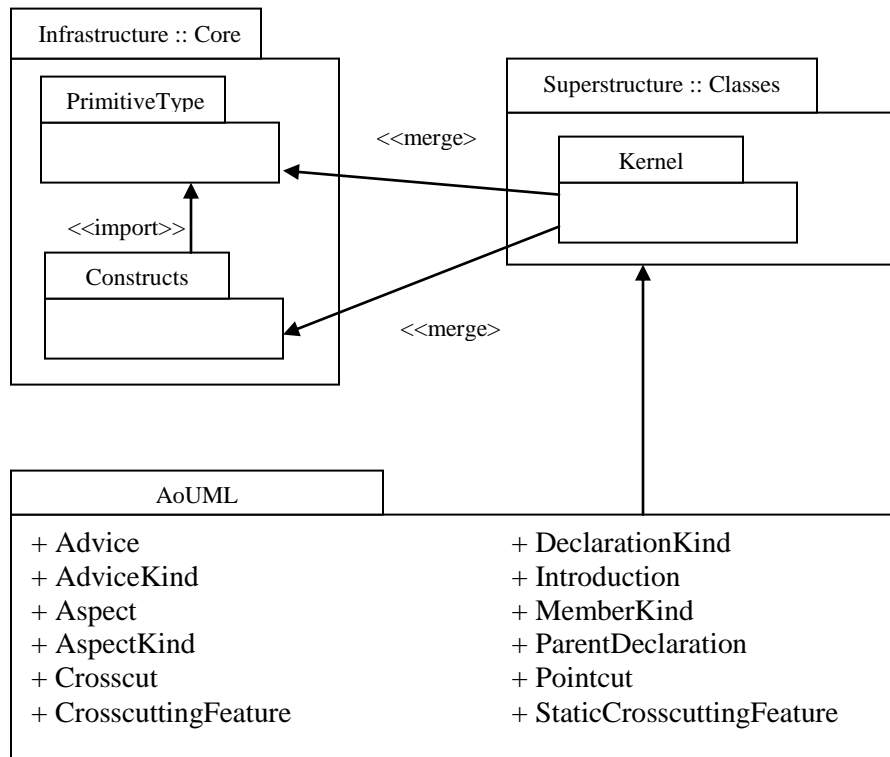 Infrastructure :: Core
PrimitiveType
Superstructure :: Classes
<<merge>
Kernel
<<import>>
Constructs
<<merge>
AoUML
+ Advice
+ AdviceKind
+ Aspect
+ AspectKind
+ Crosscut
+ CrosscuttingFeature
+ DeclarationKind
+ Introduction
+ MemberKind
+ ParentDeclaration
+ Pointcut
+ StaticCrosscuttingFeature